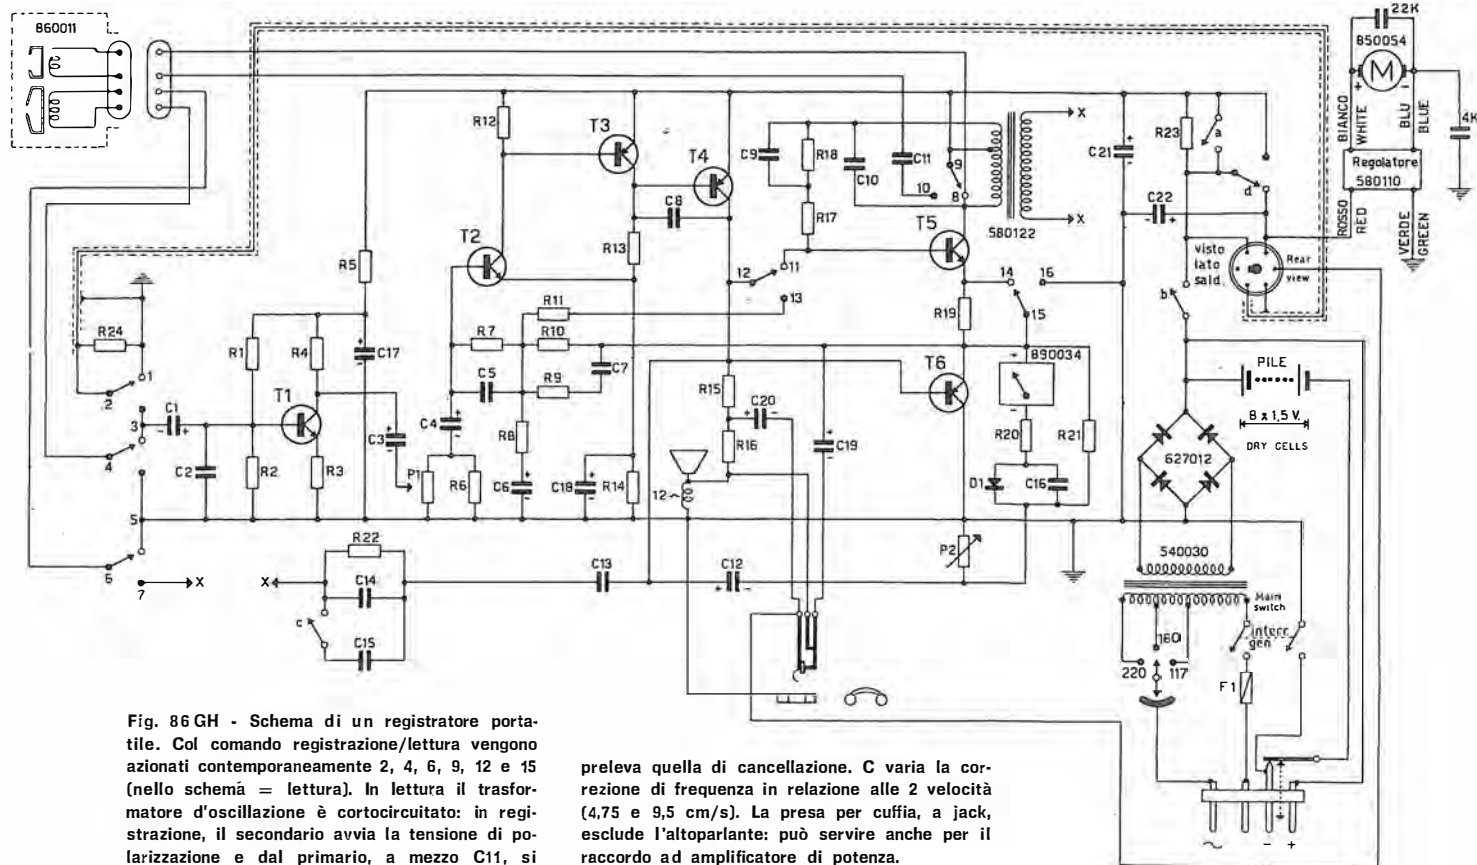 860011
22K
B50054
M
+
-
BIANCO
WHITE
BLU
BLUE
4K
Regolatore
580110
ROSSO
RED
VERDE
GREEN
R12
T3
T4
C9
R18
C10
C11
9
10
8
X
X
580122
C21
+
-
R23
a
d
C22
-
+
R17
T5
C8
R13
T2
R5
visto
lato
sald.
Rear
view
12
11
13
14
16
15
R11
R10
R19
b
R24
R1
R4
+
C17
-
R7
C5
R9
C7
B90034
+
-
T6
PILE
8 x 1,5 V.
DRY CELLS
1
2
T1
C1
-
+
3
4
C2
R2
R3
+
C3
-
C4
+
-
P1
R6
R8
+
C6
-
+
C18
-
R14
R15
C20
+
-
R16
+
C19
-
R20
R21
D1
C16
627012
12
5
6
7
X
X
R22
C14
c
C15
C13
C12
+
-
P2
540030
Main
switch
160
220
117
interr
gen
F1
~
-
+
Fig. 86 GH - Schema di un registratore porta-
tile. Col comando registrazione/lettura vengono
azionati contemporaneamente 2, 4, 6, 9, 12 e 15
(nello schema = lettura). In lettura il trasfor-
matore d'oscillazione è cortocircuitato: in regi-
strazione, il secondario avvia la tensione di po-
larizzazione e dal primario, a mezzo C11, si
preleva quella di cancellazione. C varia la cor-
rezione di frequenza in relazione alle 2 velocità
(4,75 e 9,5 cm/s). La presa per cuffia, a jack,
esclude l'altoparlante: può servire anche per il
raccordo ad amplificatore di potenza.